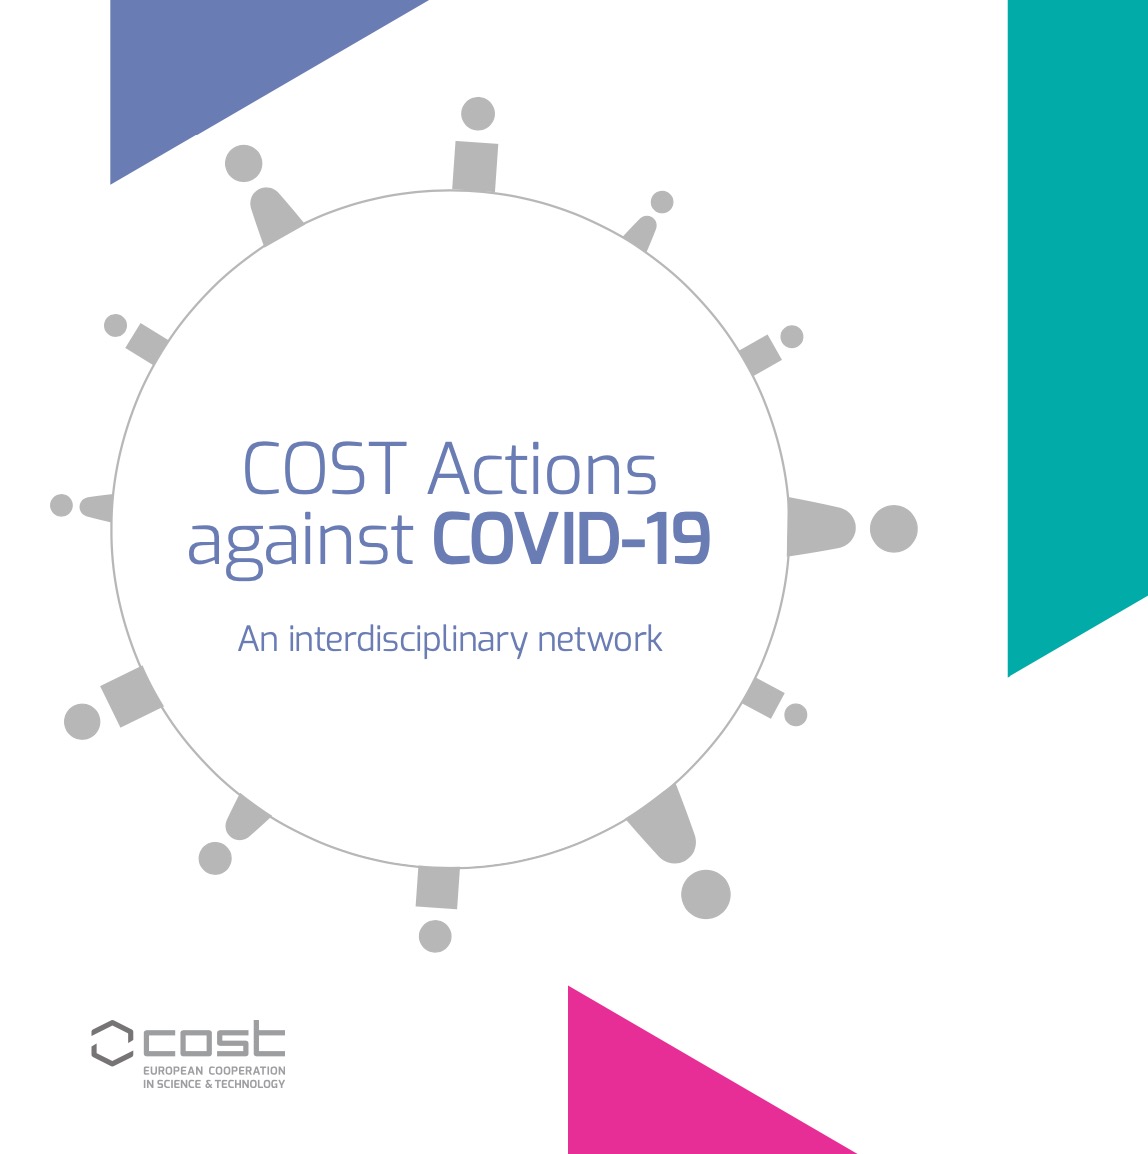 COST Actions
against COVID-19
An interdisciplinary network
cost
EUROPEAN COOPERATION
IN SCIENCE & TECHNOLOGY